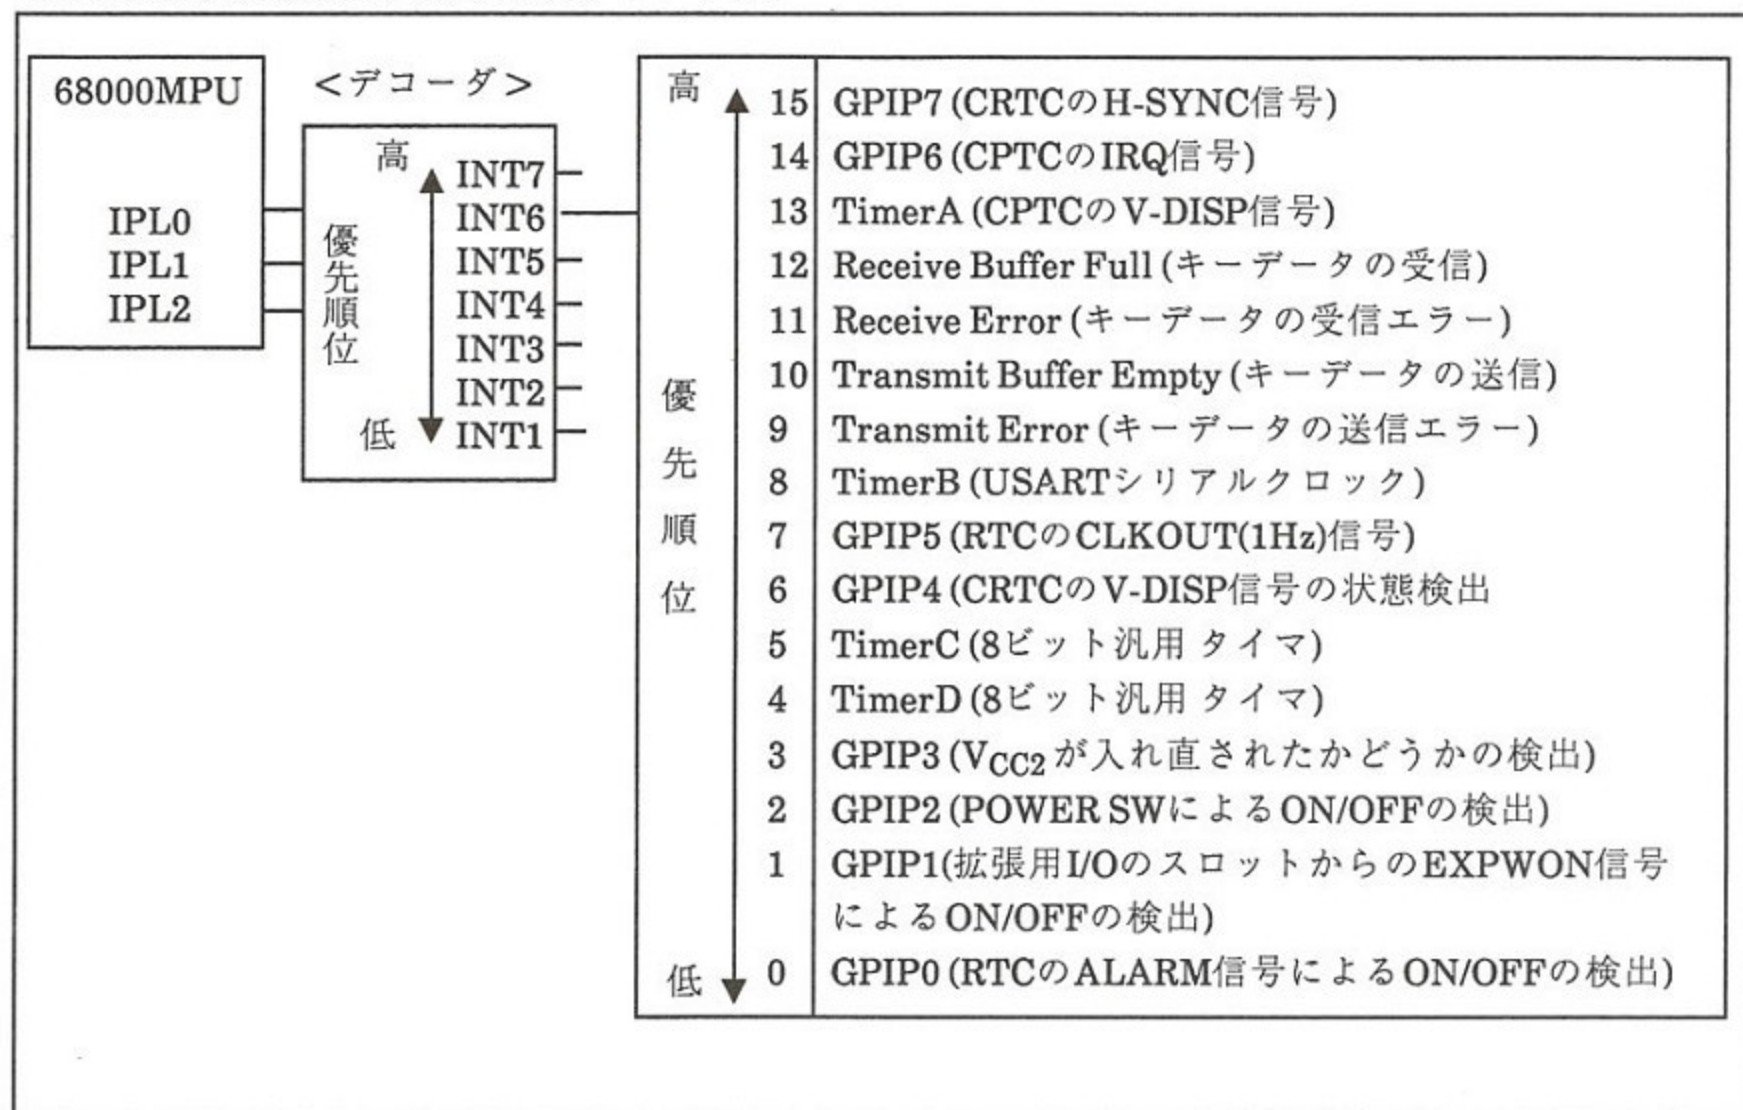 68000MPU
IPL0
IPL1
IPL2
<デコーダ>
高
優先順位
低
INT7
INT6
INT5
INT4
INT3
INT2
INT1
高
優先順位
低
15 GPIP7 (CRTCのH-SYNC信号)
14 GPIP6 (CPTCのIRQ信号)
13 TimerA (CPTCのV-DISP信号)
12 Receive Buffer Full (キーデータの受信)
11 Receive Error (キーデータの受信エラー)
10 Transmit Buffer Empty (キーデータの送信)
9 Transmit Error (キーデータの送信エラー)
8 TimerB (USARTシリアルクロック)
7 GPIP5 (RTCのCLKOUT(1Hz)信号)
6 GPIP4 (CRTCのV-DISP信号の状態検出
5 TimerC (8ビット汎用 タイマ)
4 TimerD (8ビット汎用 タイマ)
3 GPIP3 (VCC2が入れ直されたかどうかの検出)
2 GPIP2 (POWER SWによるON/OFFの検出)
1 GPIP1(拡張用I/OのスロットからのEXPWON信号
によるON/OFFの検出)
0 GPIP0 (RTCのALARM信号によるON/OFFの検出)